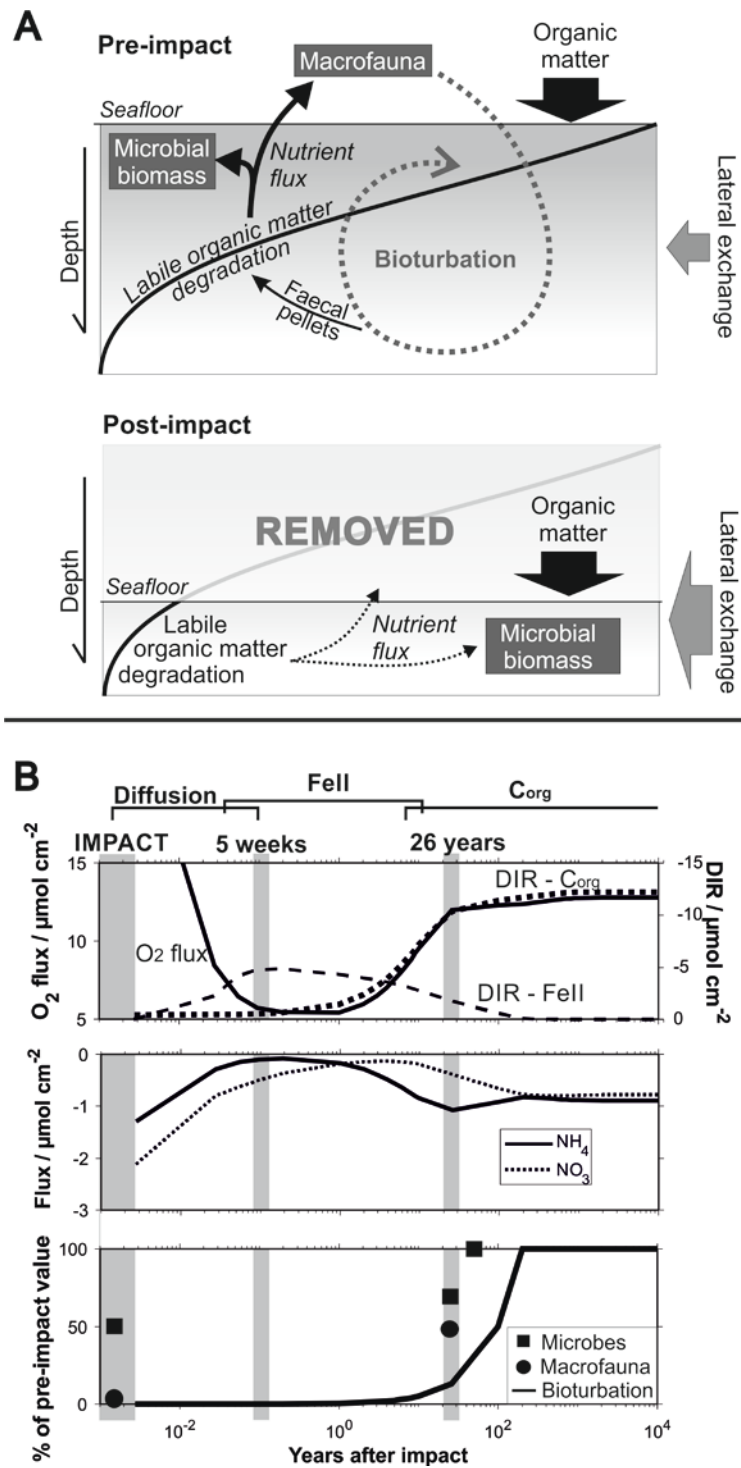 A
Pre-impact
Macrofauna
Organic
matter
Seafloor
Microbial
biomass
Nutrient
flux
Depth
Labile organic matter
degradation
Bioturbation
Faecal
pellets
Lateral exchange
Post-impact
REMOVED
Organic
matter
Depth
Seafloor
Labile
organic matter
degradation
Nutrient
flux
Microbial
biomass
Lateral exchange
B
Diffusion
FeII
Corg
IMPACT
5 weeks
26 years
15
10
5
O2 flux / µmol cm-2
O2 flux
DIR - Corg
DIR - FeII
-15
-10
-5
0
DIR / µmol cm-2
0
-1
-2
-3
Flux / µmol cm-2
NH4
NO3
100
50
0
% of pre-impact value
Microbes
Macrofauna
Bioturbation
10-2
100
102
104
Years after impact